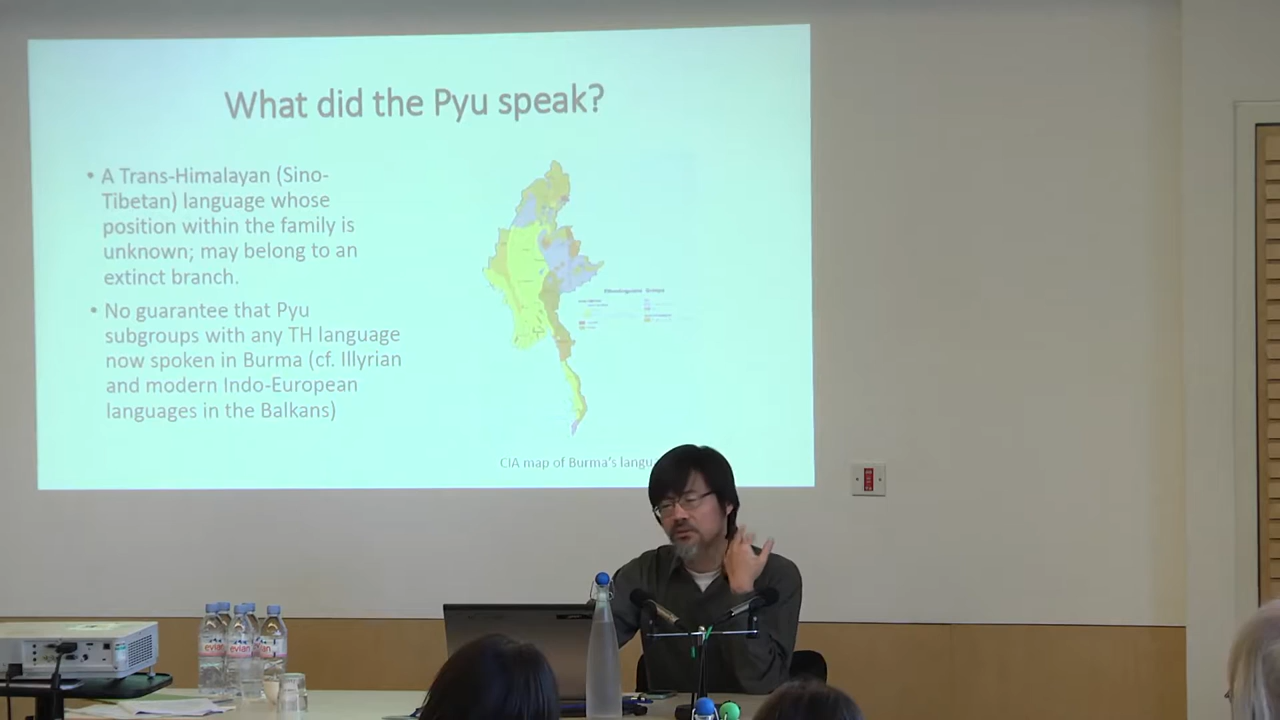 What did the Pyu speak?
• A Trans-Himalayan (Sino-
Tibetan) language whose
position within the family is
unknown; may belong to an
extinct branch.
• No guarantee that Pyu
subgroups with any TH language
now spoken in Burma (cf. Illyrian
and modern Indo-European
languages in the Balkans)
Ethnolinguistic Groups
CIA map of Burma's langu
evian
evian
evian